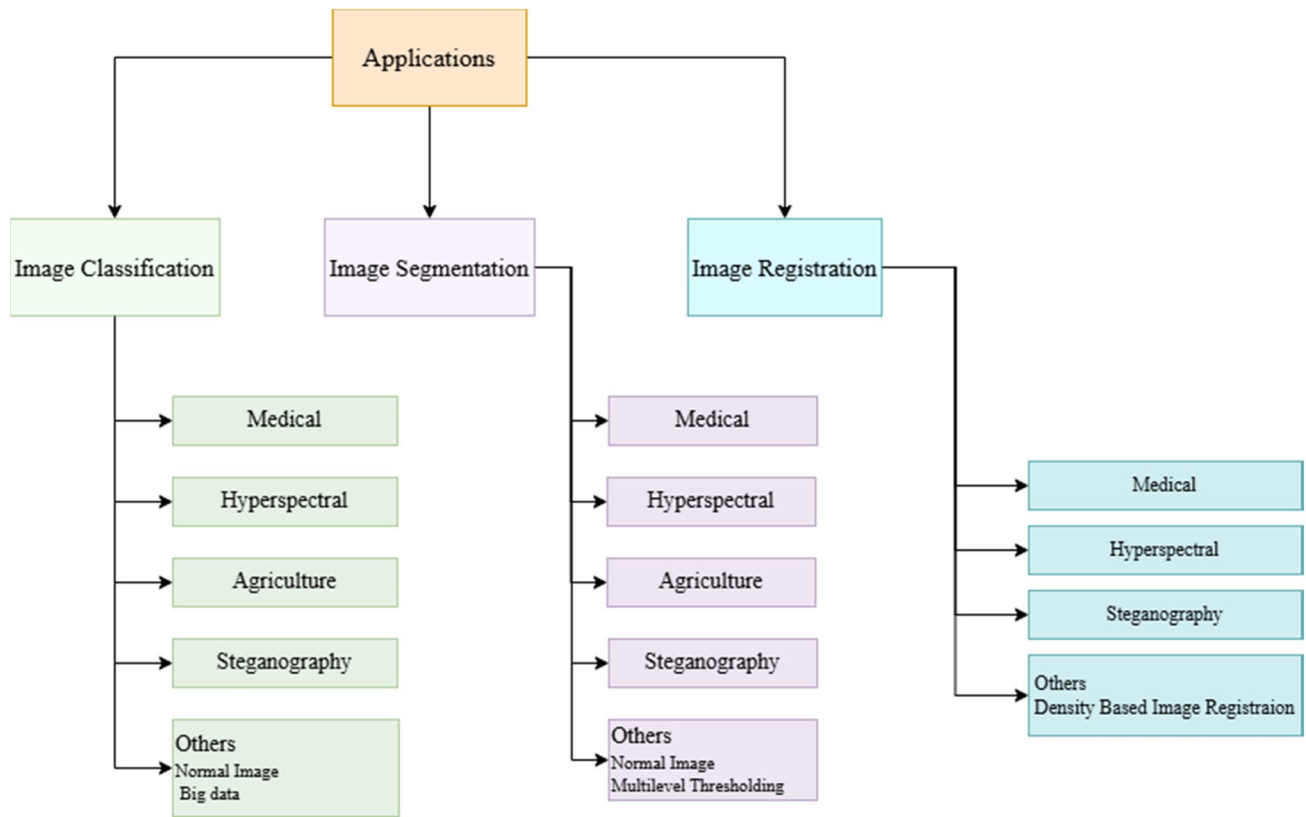 Applications
Image Classification
Image Segmentation
Image Registration
Medical
Hyperspectral
Agriculture
Steganography
Others
Normal Image
Big data
Medical
Hyperspectral
Agriculture
Steganography
Others
Normal Image
Multilevel Thresholding
Medical
Hyperspectral
Steganography
Others
Density Based Image Registraion